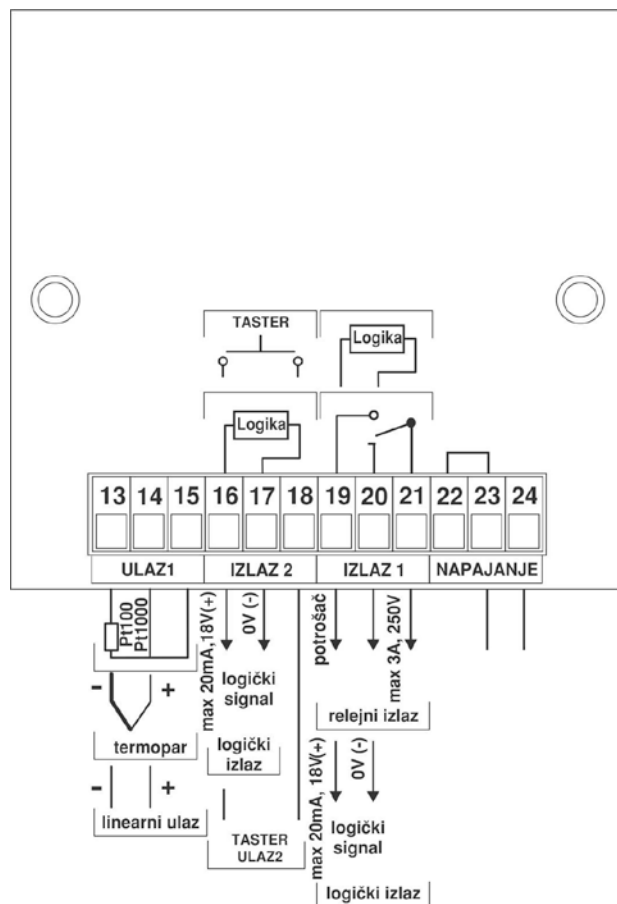 TASTER
Logika
Logika
13 14 15 16 17 18 19 20 21 22 23 24
ULAZ1 IZLAZ 2 IZLAZ 1 NAPAJANJE
Pt100
Pt1000
max 20mA,18V(+)
0V (-)
potrošač
max 3A, 250V
- +
logički
signal
termopar
logički
izlaz
relejni izlaz
- +
linearni ulaz
TASTER
ULAZ2
max 20mA, 18V(+)
0V (-)
logički
signal
logički izlaz